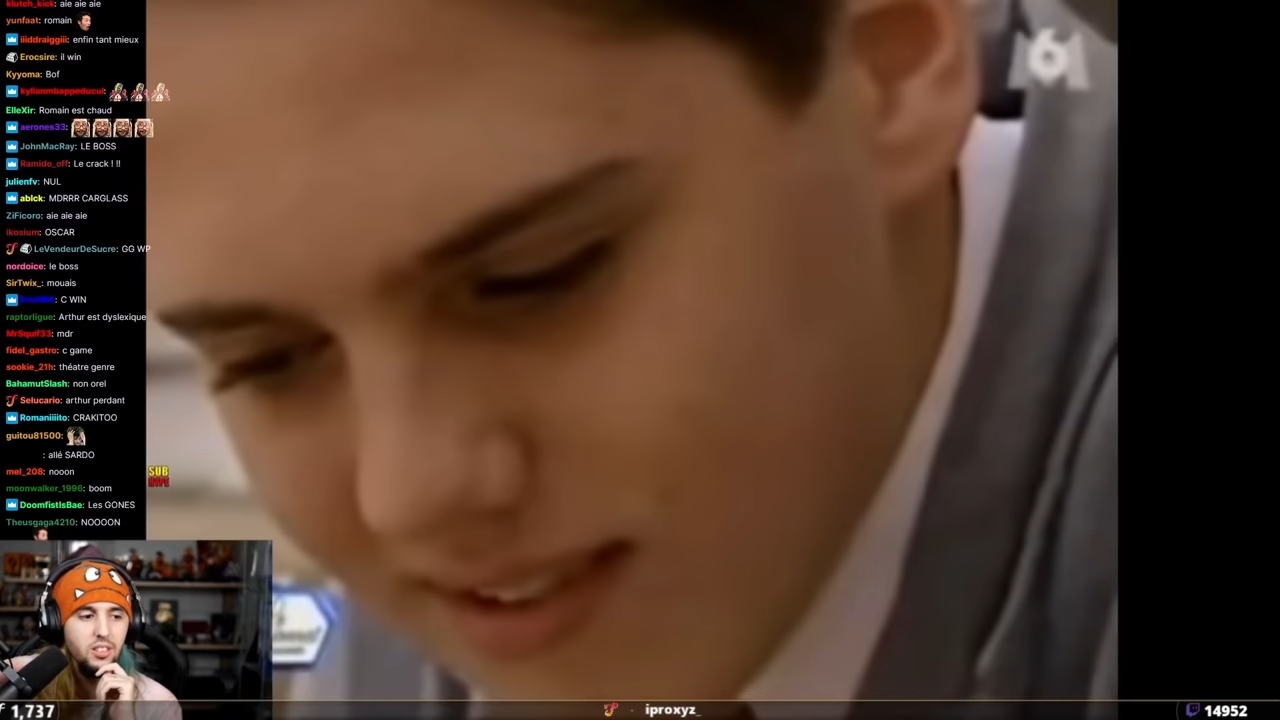 klutch_kick: aie aie aie
yunfaat: romain
iiiddraiggiii: enfin tant mieux
Erocsire: il win
Kyyoma: Bof
kylianmbappeducul:
ElleXir: Romain est chaud
aerones33:
JohnMacRay: LE BOSS
Ramido_off: Le crack ! !!
julienfv: NUL
ablck: MDRRR CARGLASS
ZiFicoro: aie aie aie
ikosium: OSCAR
LeVendeurDeSucre: GG WP
nordoice: le boss
SirTwix_: mouais
: C WIN
raptorligue: Arthur est dyslexique
MrSquif33: mdr
fidel_gastro: c game
sookie_21h: théatre genre
BahamutSlash: non orel
Selucario: arthur perdant
Romaniiiito: CRAKITOO
guitou81500:
: allé SARDO
mel_208: nooon
moonwalker_1996: boom
DoomfistIsBae: Les GONES
Theusgaga4210: NOOOON
M6
SUB
HYPE
1,737
iproxyz_
14952